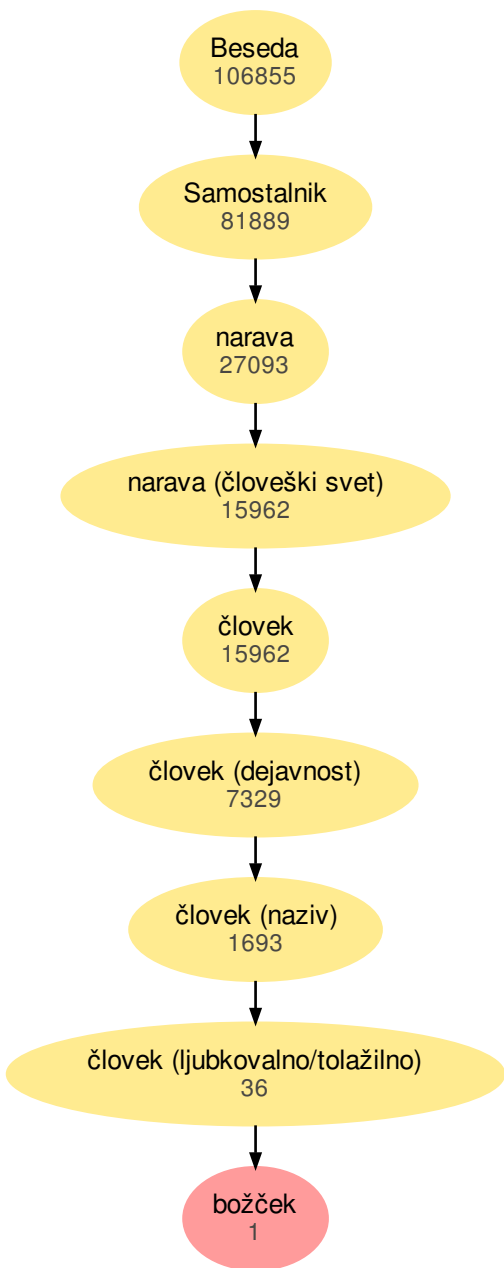 Beseda
106855
Samostalnik
81889
narava
27093
narava (človeški svet)
15962
človek
15962
človek (dejavnost)
7329
človek (naziv)
1693
človek (ljubkovalno/tolažilno)
36
božček
1